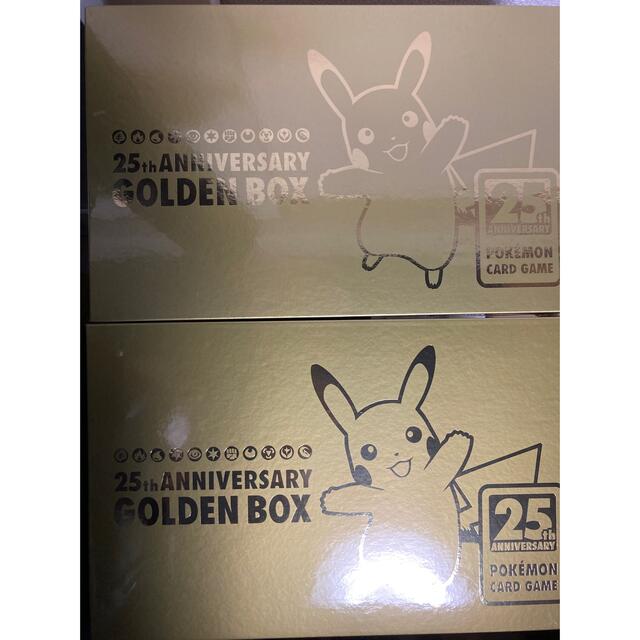 25th ANNIVERSARY
GOLDEN BOX
25th
ANNIVERSARY
POKÉMON
CARD GAME
25th ANNIVERSARY
GOLDEN BOX
25th
ANNIVERSARY
POKÉMON
CARD GAME